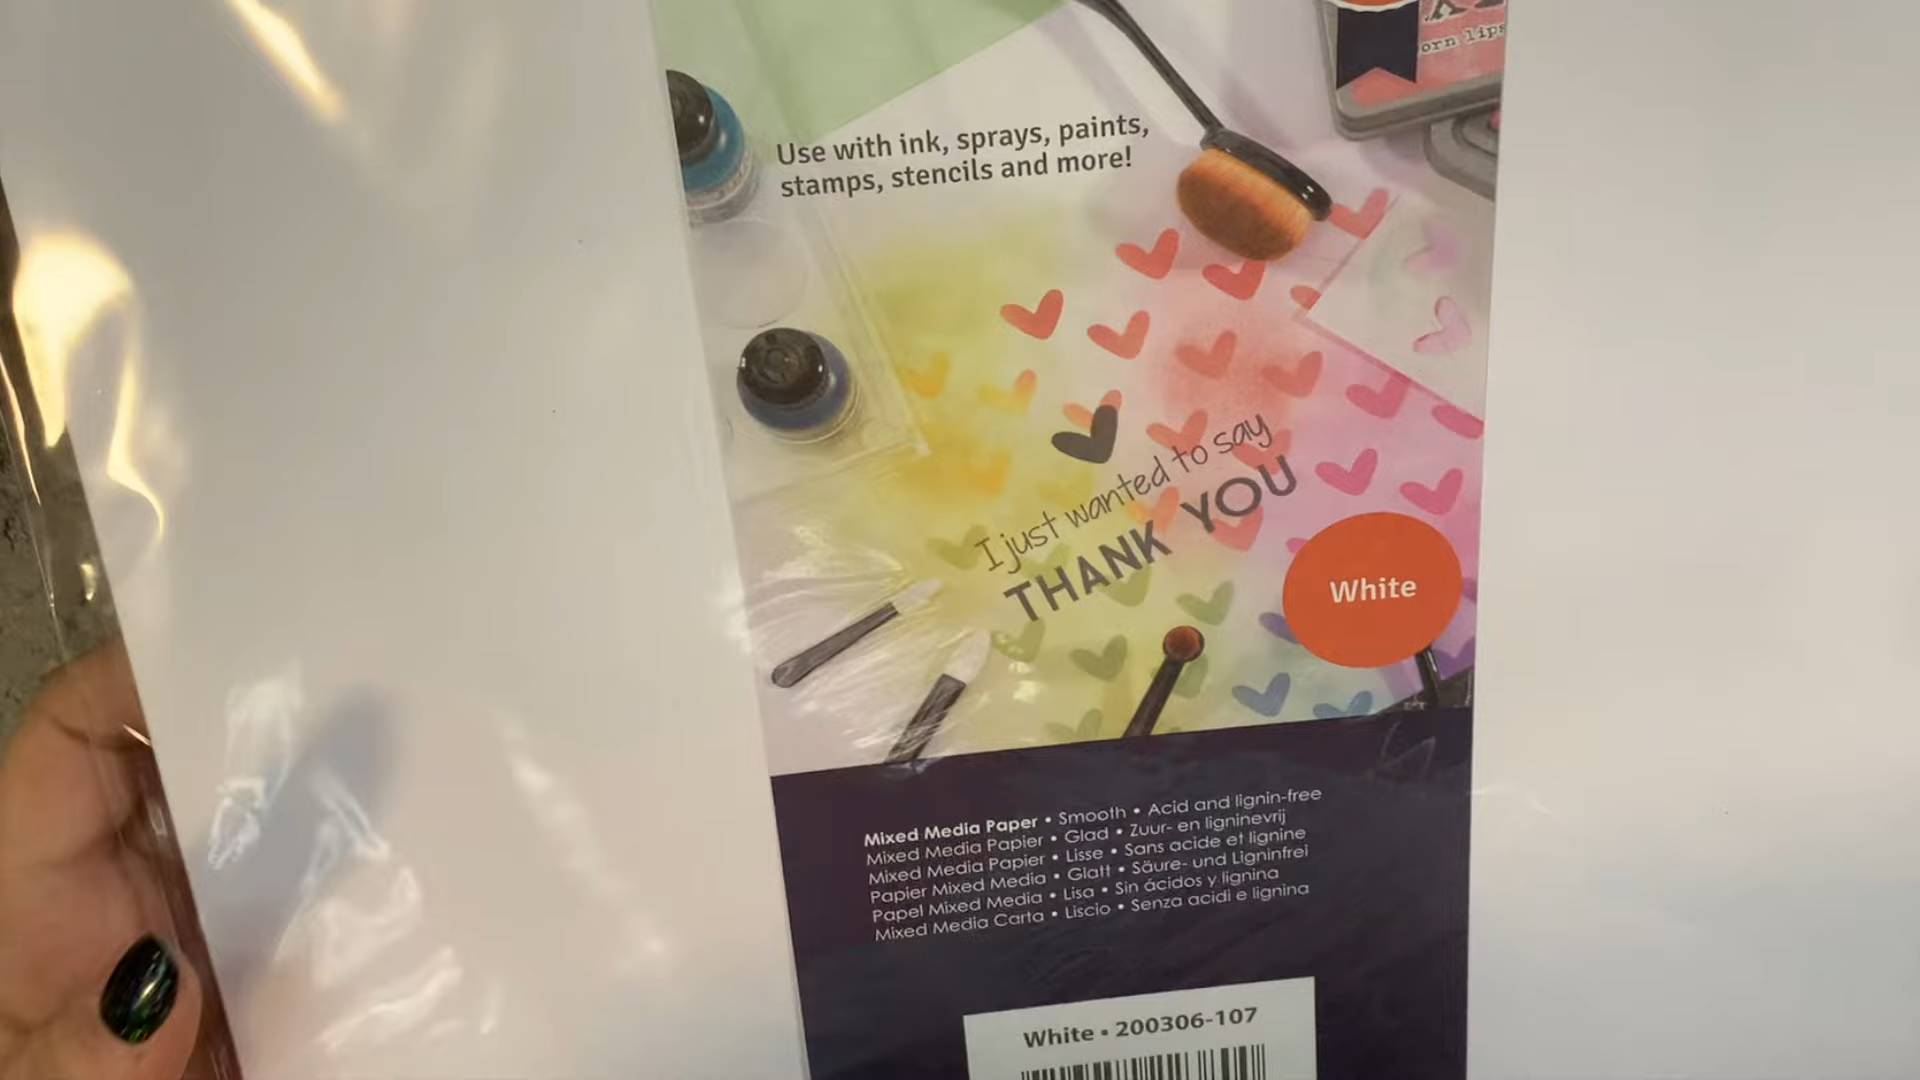 orn lips
Use with ink, sprays, paints,
stamps, stencils and more!
I just wanted to say
THANK YOU
White
Mixed Media Paper • Smooth • Acid and lignin-free
Mixed Media Papier • Glad • Zuur- en ligninevrij
Mixed Media Papier • Lisse • Sans acide et lignine
Papier Mixed Media • Glatt • Säure- und Ligninfrei
Papel Mixed Media • Lisa • Sin ácidos y lignina
Mixed Media Carta • Liscio • Senza acidi e lignina
White • 200306-107